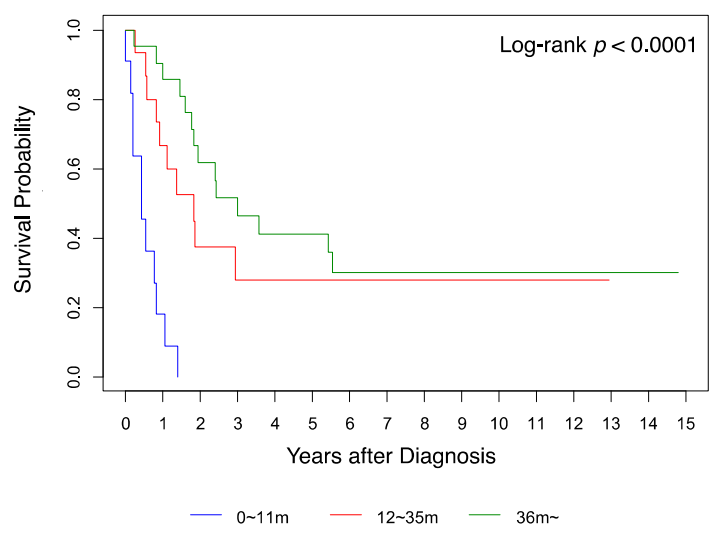 Log-rank p < 0.0001
Survival Probability
1.0
0.8
0.6
0.4
0.2
0.0
0 1 2 3 4 5 6 7 8 9 10 11 12 13 14 15
Years after Diagnosis
0~11m 12~35m 36m~